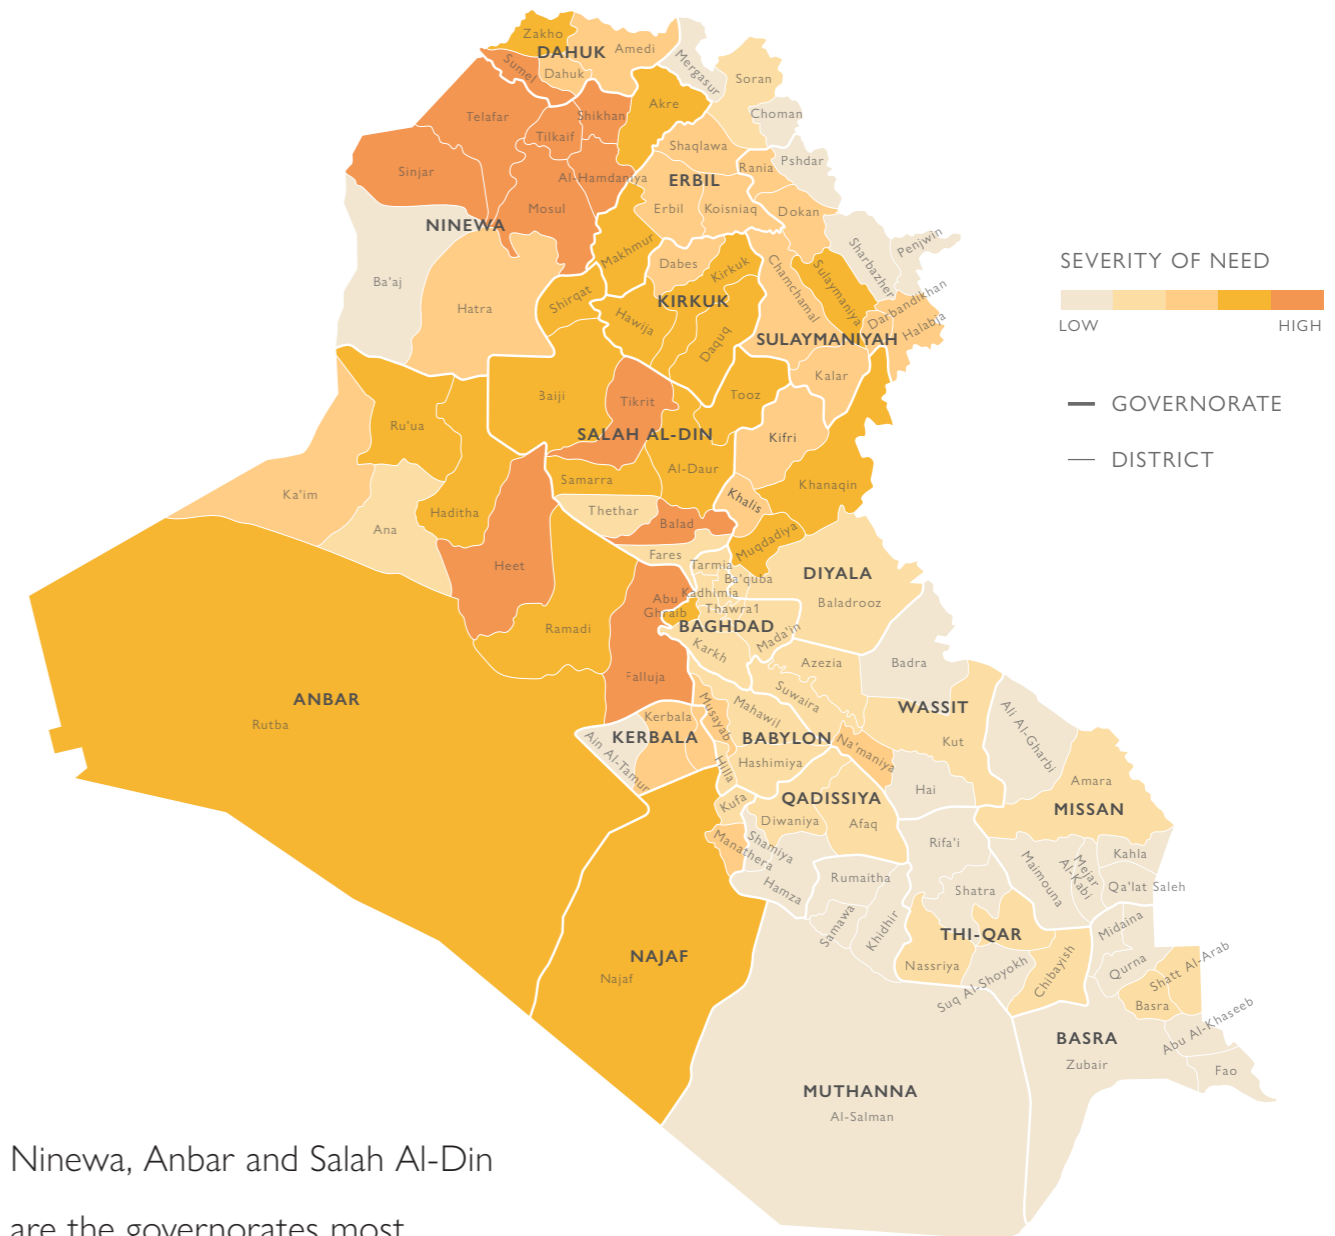 Zakho
DAHUK
Amedi
Sumel
Dahuk
Mergasur
Soran
Akre
Choman
Telafar
Shikhan
Tilkaif
Shaqlawa
Pshdar
Sinjar
Al-Hamdaniya
ERBIL
Rania
Mosul
Erbil
Koisniaq
Dokan
NINEWA
Makhmur
Sharbazher
Penjwin
Ba'aj
Hatra
Shirqat
Dabes
Kirkuk
KIRKUK
Hawija
Daquq
Chamchamal
Sulaymaniya
Darbandikhan
Halabja
SULAYMANIYAH
Kalar
SEVERITY OF NEED
LOW HIGH
GOVERNORATE
DISTRICT
Baiji
Tikrit
Tooz
Ru'ua
SALAH AL-DIN
Kifri
Samarra
Al-Daur
Khanaqin
Ka'im
Ana
Haditha
Thethar
Khalis
Balad
Muqdadiya
Heet
Fares
Tarmia
Ba'quba
DIYALA
Baladrooz
Abu
Ghraib
Kadhimia
Thawra1
BAGHDAD
Ramadi
Karkh
Mada'in
Falluja
ANBAR
Rutba
Azezia
Badra
Suwaira
WASSIT
Kut
Ali Al-Gharbi
Kerbala
KERBALA
Ain Al-Tamur
Musayab
Mahawil
BABYLON
Hashimiya
Hilla
Na'maniya
Hai
Amara
MISSAN
Kufa
QADISSIYA
Diwaniya
Afaq
Manathera
Shamiya
Hamza
Rifa'i
Rumaitha
Shatra
Maimouna
Mejar
Al-Kabi
Kahla
Qa'lat Saleh
Samawa
Khidhir
THI-QAR
Nassriya
Suq Al-Shoyokh
Chibayish
Midaina
Qurna
Shatt Al-Arab
Basra
NAJAF
Najaf
Abu Al-Khaseeb
BASRA
Zubair
Fao
MUTHANNA
Al-Salman
Ninewa, Anbar and Salah Al-Din
are the governorates most